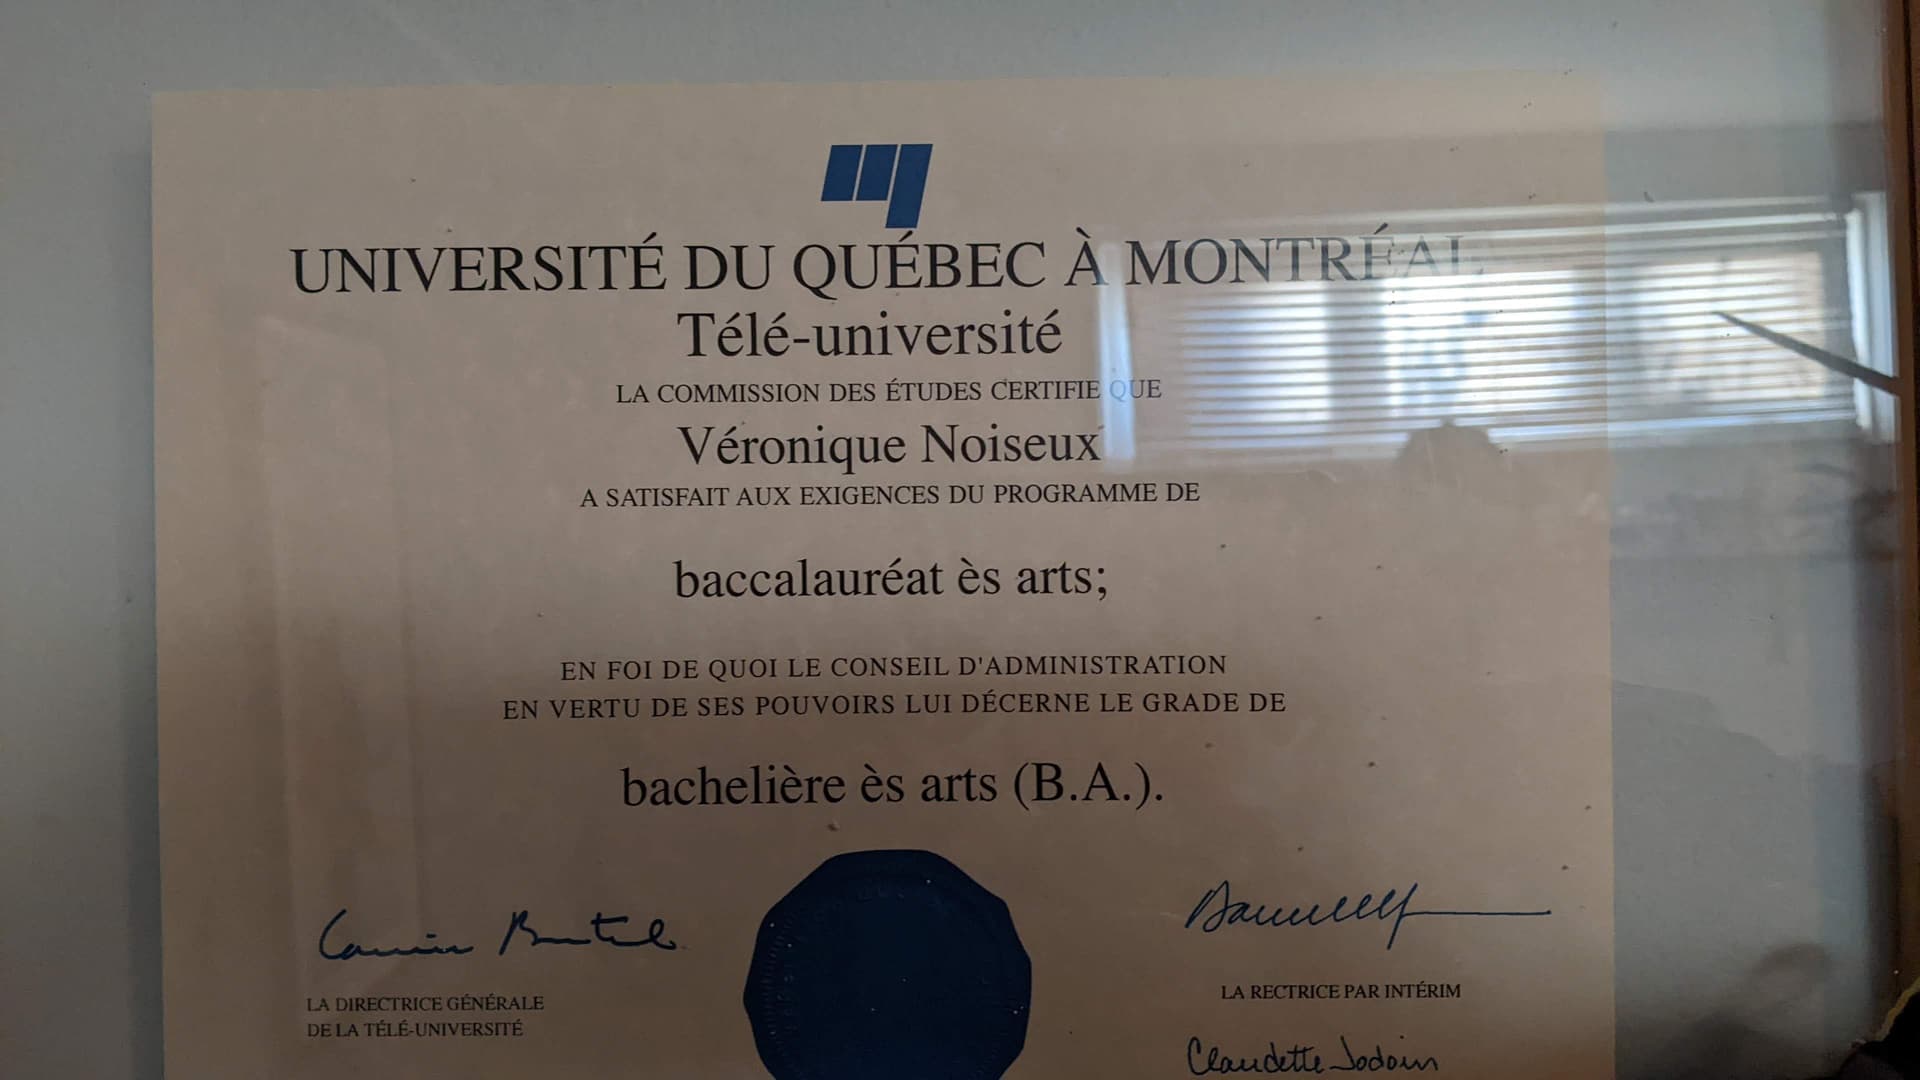 UNIVERSITÉ DU QUÉBEC À MONTRÉAL
Télé-université
LA COMMISSION DES ÉTUDES CERTIFIE QUE
Véronique Noiseux
A SATISFAIT AUX EXIGENCES DU PROGRAMME DE
baccalauréat ès arts;
EN FOI DE QUOI LE CONSEIL D'ADMINISTRATION
EN VERTU DE SES POUVOIRS LUI DÉCERNE LE GRADE DE
bachelière ès arts (B.A.).
LA DIRECTRICE GÉNÉRALE
DE LA TÉLÉ-UNIVERSITÉ
LA RECTRICE PAR INTÉRIM
Claudette Jodoin